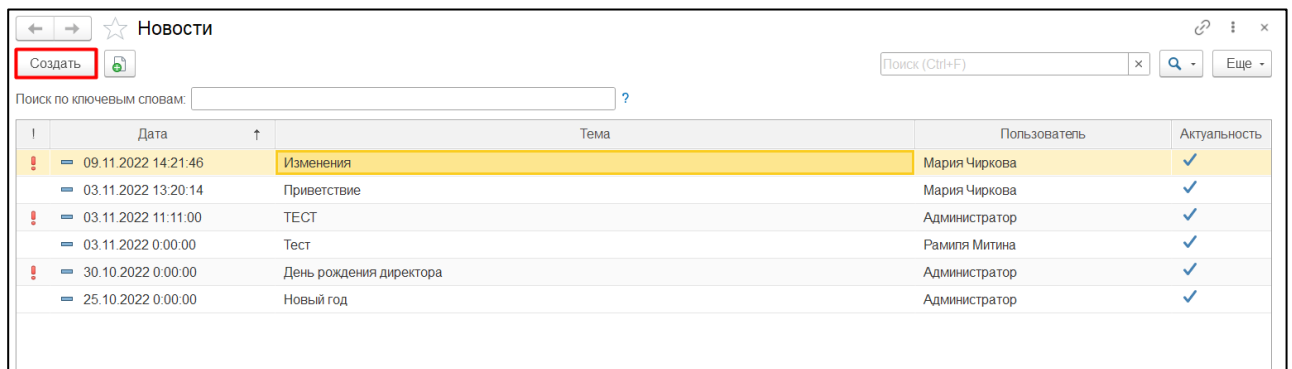 Новости
Создать Поиск (Ctrl+F) × Еще
Поиск по ключевым словам: ?
! Дата ↑ Тема Пользователь Актуальность
! 09.11.2022 14:21:46 Изменения Мария Чиркова
03.11.2022 13:20:14 Приветствие Мария Чиркова
! 03.11.2022 11:11:00 ТЕСТ Администратор
03.11.2022 0:00:00 Тест Рамиля Митина
! 30.10.2022 0:00:00 День рождения директора Администратор
25.10.2022 0:00:00 Новый год Администратор